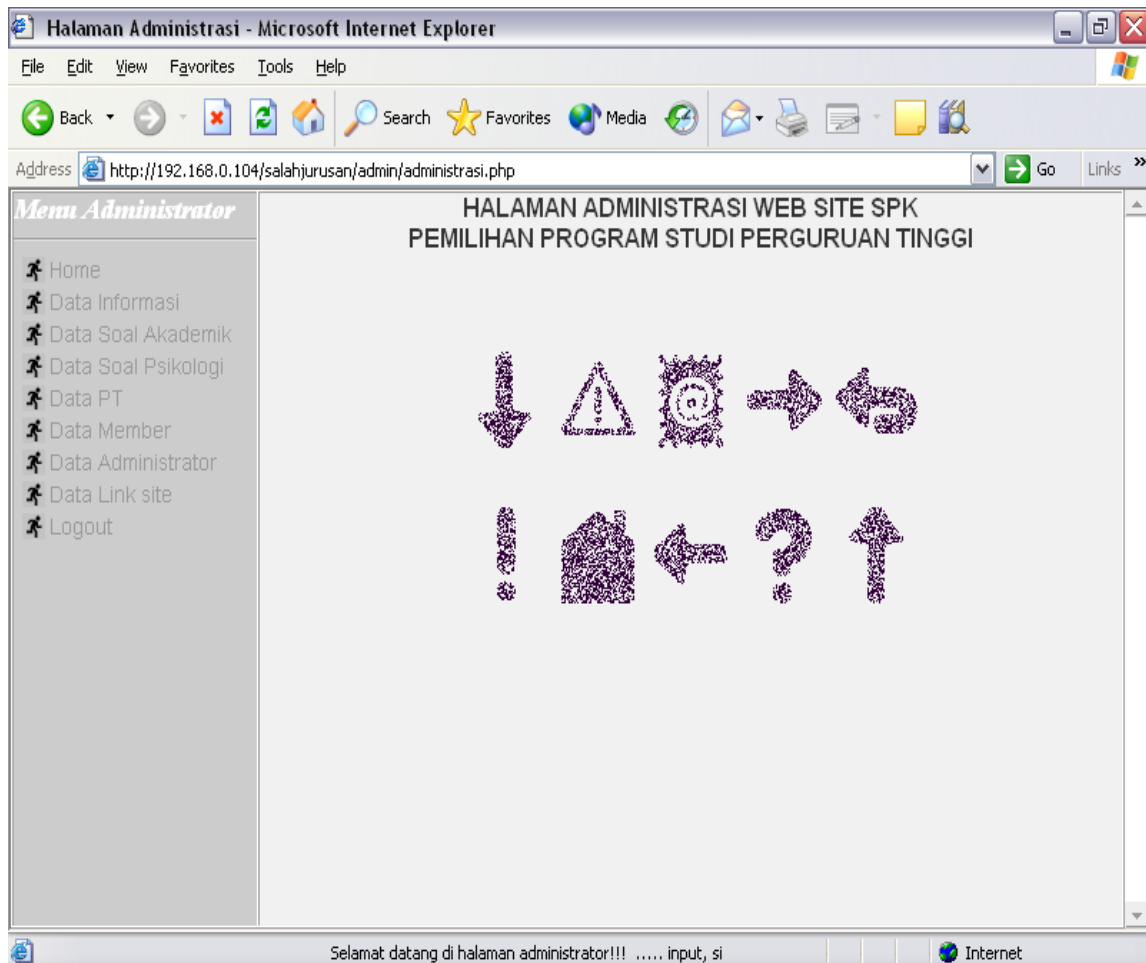 Halaman Administrasi - Microsoft Internet Explorer
File Edit View Favorites Tools Help
Back Search Favorites Media
Address http://192.168.0.104/salahjurusan/admin/administrasi.php Go Links »
Menu Administrator
HALAMAN ADMINISTRASI WEB SITE SPK
PEMILIHAN PROGRAM STUDI PERGURUAN TINGGI
Home
Data Informasi
Data Soal Akademik
Data Soal Psikologi
Data PT
Data Member
Data Administrator
Data Link site
Logout
@
! ?
Selamat datang di halaman administrator!!! ..... input, si Internet